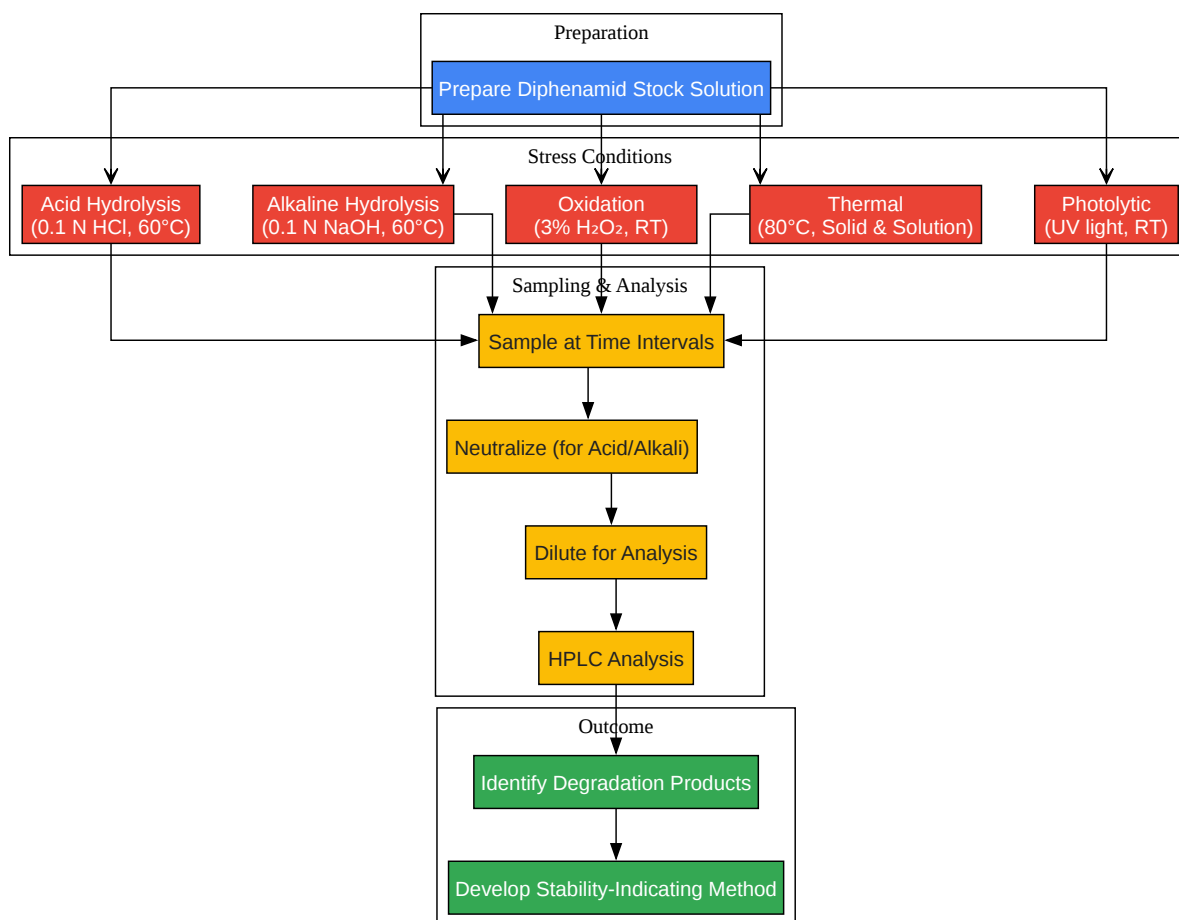 Preparation
Prepare Diphenamid Stock Solution
Stress Conditions
Acid Hydrolysis
(0.1 N HCl, 60°C)
Alkaline Hydrolysis
(0.1 N NaOH, 60°C)
Oxidation
(3% H₂O₂, RT)
Thermal
(80°C, Solid & Solution)
Photolytic
(UV light, RT)
Sampling & Analysis
Sample at Time Intervals
Neutralize (for Acid/Alkali)
Dilute for Analysis
HPLC Analysis
Outcome
Identify Degradation Products
Develop Stability-Indicating Method